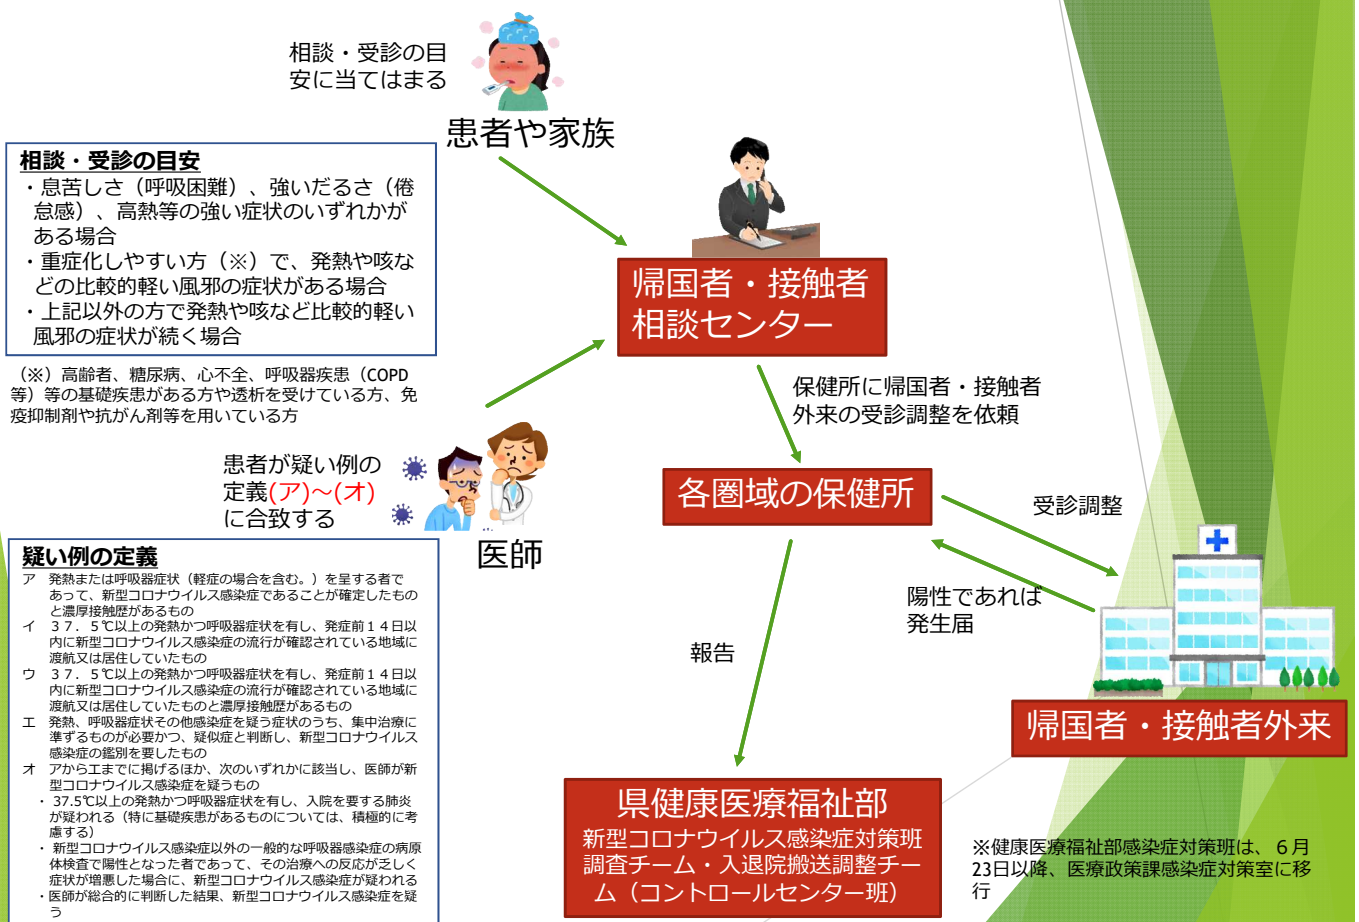 相談・受診の目
安に当てはまる
患者や家族
相談・受診の目安
・息苦しさ（呼吸困難）、強いだるさ（倦
怠感）、高熱等の強い症状のいずれかが
ある場合
・重症化しやすい方（※）で、発熱や咳な
どの比較的軽い風邪の症状がある場合
・上記以外の方で発熱や咳など比較的軽い
風邪の症状が続く場合
（※）高齢者、糖尿病、心不全、呼吸器疾患（COPD
等）等の基礎疾患がある方や透析を受けている方、免
疫抑制剤や抗がん剤等を用いている方
帰国者・接触者
相談センター
保健所に帰国者・接触者
外来の受診調整を依頼
患者が疑い例の
定義(ア)～(オ)
に合致する
医師
各圏域の保健所
受診調整
陽性であれば
発生届
報告
帰国者・接触者外来
疑い例の定義
ア 発熱または呼吸器症状（軽症の場合を含む。）を呈する者で
あって、新型コロナウイルス感染症であることが確定したもの
と濃厚接触歴があるもの
イ ３７．５℃以上の発熱かつ呼吸器症状を有し、発症前１４日以
内に新型コロナウイルス感染症の流行が確認されている地域に
渡航又は居住していたもの
ウ ３７．５℃以上の発熱かつ呼吸器症状を有し、発症前１４日以
内に新型コロナウイルス感染症の流行が確認されている地域に
渡航又は居住していたものと濃厚接触歴があるもの
エ 発熱、呼吸器症状その他感染症を疑う症状のうち、集中治療に
準ずるものが必要かつ、疑似症と判断し、新型コロナウイルス
感染症の鑑別を要したもの
オ アからエまでに掲げるほか、次のいずれかに該当し、医師が新
型コロナウイルス感染症を疑うもの
・ 37.5℃以上の発熱かつ呼吸器症状を有し、入院を要する肺炎
が疑われる（特に基礎疾患があるものについては、積極的に考
慮する）
・ 新型コロナウイルス感染症以外の一般的な呼吸器感染症の病原
体検査で陽性となった者であって、その治療への反応が乏しく
症状が増悪した場合に、新型コロナウイルス感染症が疑われる
・医師が総合的に判断した結果、新型コロナウイルス感染症を疑
う
県健康医療福祉部
新型コロナウイルス感染症対策班
調査チーム・入退院搬送調整チー
ム（コントロールセンター班）
※健康医療福祉部感染症対策班は、６月
23日以降、医療政策課感染症対策室に移
行